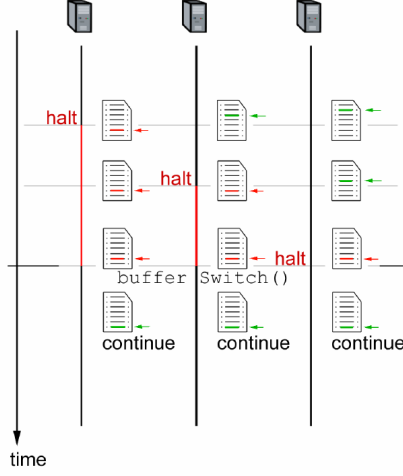 halt
halt
halt
buffer Switch()
continue continue continue
time